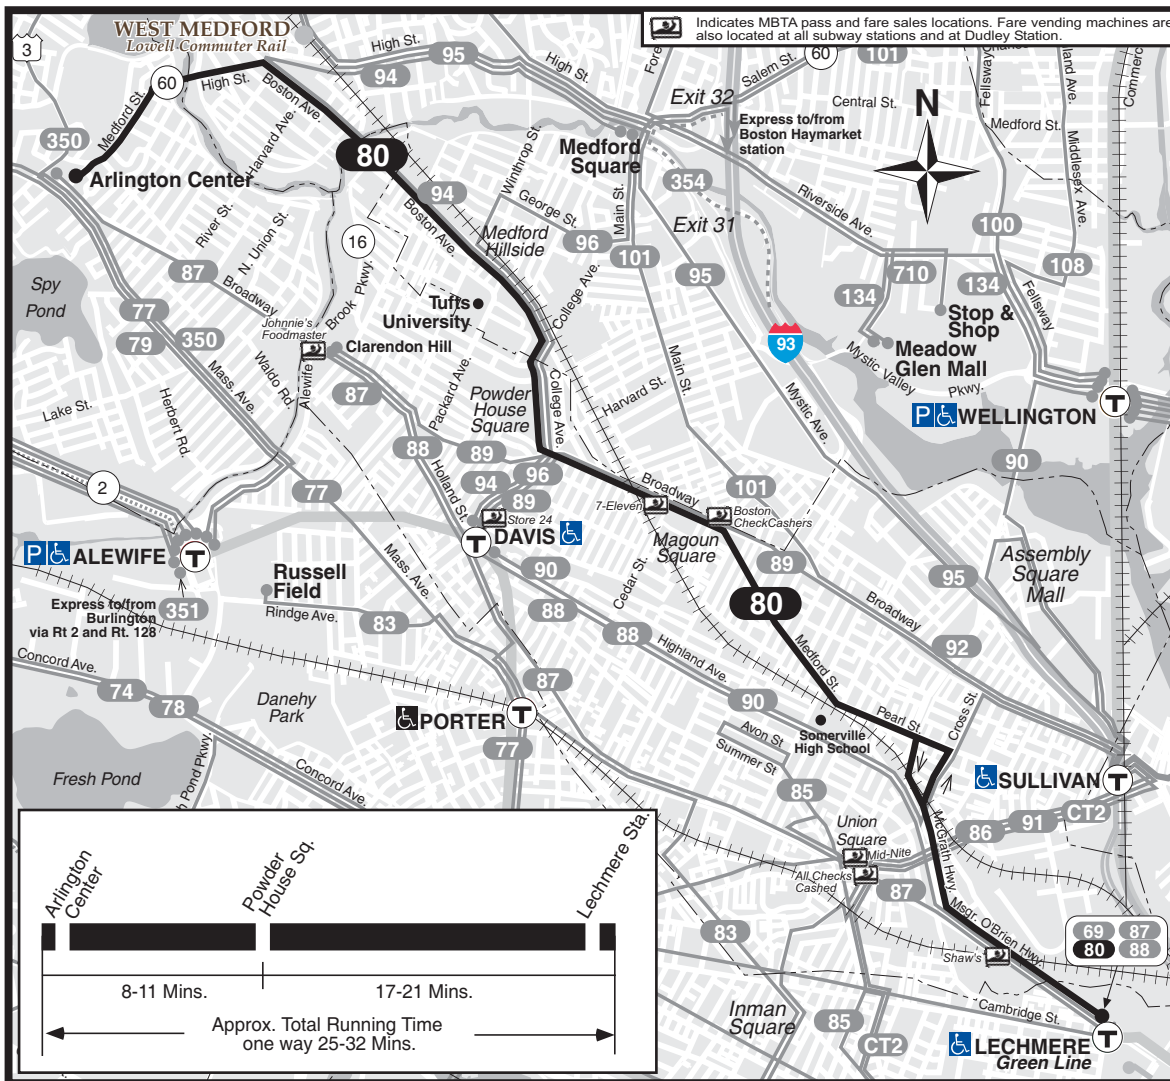 WEST MEDFORD
Lowell Commuter Rail
Indicates MBTA pass and fare sales locations. Fare vending machines are
also located at all subway stations and at Dudley Station.
3
60
High St.
95
94
High St.
Salem St.
60
101
Medford St.
High St.
Boston Ave.
Exit 32
Central St.
N
Medford St.
Express to/from
Boston Haymarket
station
350
Harvard Ave.
80
Winthrop St.
Medford
Square
Arlington Center
94
354
Middlesex Ave.
River St.
N. Union St.
Boston Ave.
George St.
Main St.
Riverside Ave.
16
Medford
Hillside
96
Exit 31
100
101
87
Broadway
95
710
108
Spy
Pond
77
Brook Pkwy.
College Ave.
134
134
Fellsway
Tufts
University
Stop &
Shop
79
350
Johnnie's
Foodmaster
Clarendon Hill
93
Meadow
Glen Mall
Mass. Ave.
Waldo Rd.
Alewife
87
Packard Ave.
Powder
House
Square
College Ave.
Harvard St.
Main St.
Mystic Ave.
Mystic Valley
Pkwy.
Lake St.
Herbert Rd.
P WELLINGTON T
88
89
90
2
77
Holland St.
94
96
89
Broadway
101
7-Eleven
Store 24
Boston
CheckCashers
P ALEWIFE T
DAVIS
T
Magoun
Square
Mass. Ave.
90
Cedar St.
89
Assembly
Square
Mall
Russell
Field
95
Express to/from
Burlington
via Rt 2 and Rt. 128
351
Rindge Ave.
83
88
80
Broadway
88
Highland Ave.
92
Concord Ave.
Medford St.
74
78
87
Danehy
Park
90
Pearl St.
Cross St.
PORTER T
Avon St
Somerville
High School
Summer St
77
Fresh Pond
Concord Ave.
SULLIVAN T
85
CT2
91
Union
Square
McGrath Hwy.
86
Mid-Nite
All Checks
Cashed
87
Msgr. O'Brien Hwy.
69 87
80 88
83
Shaw's
Cambridge St.
Inman
Square
85
CT2
LECHMERE T
Green Line
Arlington
Center
Powder
House Sq.
Lechmere Sta.
8-11 Mins.
17-21 Mins.
Approx. Total Running Time
one way 25-32 Mins.